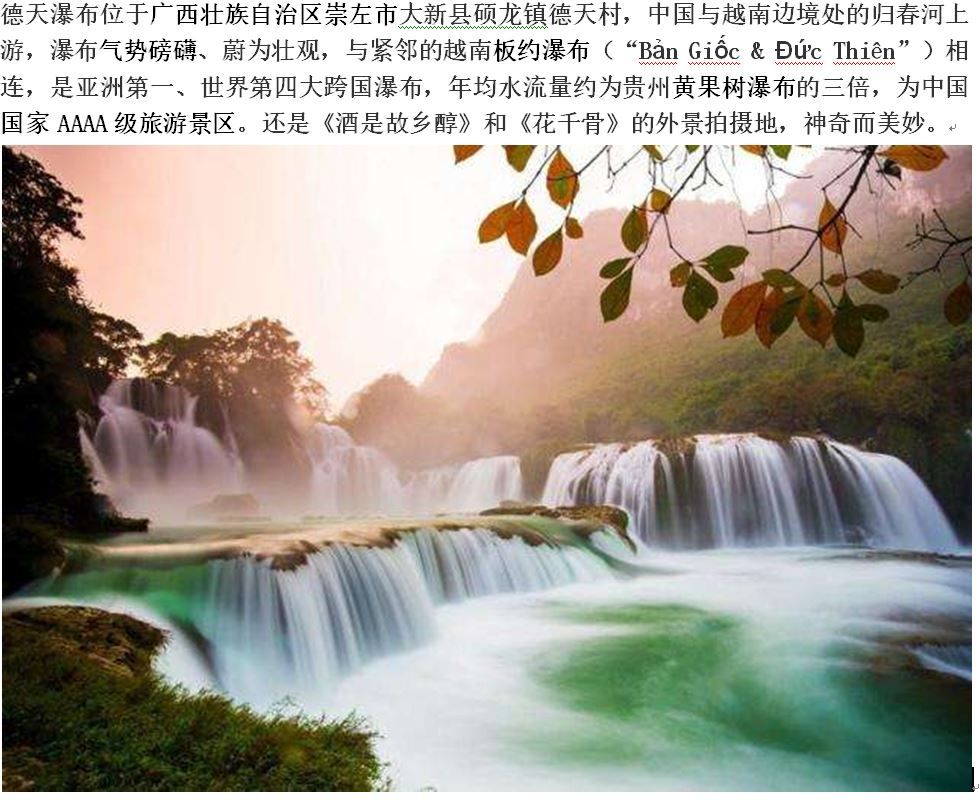 德天瀑布位于广西壮族自治区崇左市大新县硕龙镇德天村，中国与越南边境处的归春河上
游，瀑布气势磅礴、蔚为壮观，与紧邻的越南板约瀑布（“Bản Giốc & Đức Thiên”）相
连，是亚洲第一、世界第四大跨国瀑布，年均水流量约为贵州黄果树瀑布的三倍，为中国
国家 AAAA 级旅游景区。还是《酒是故乡醇》和《花千骨》的外景拍摄地，神奇而美妙。